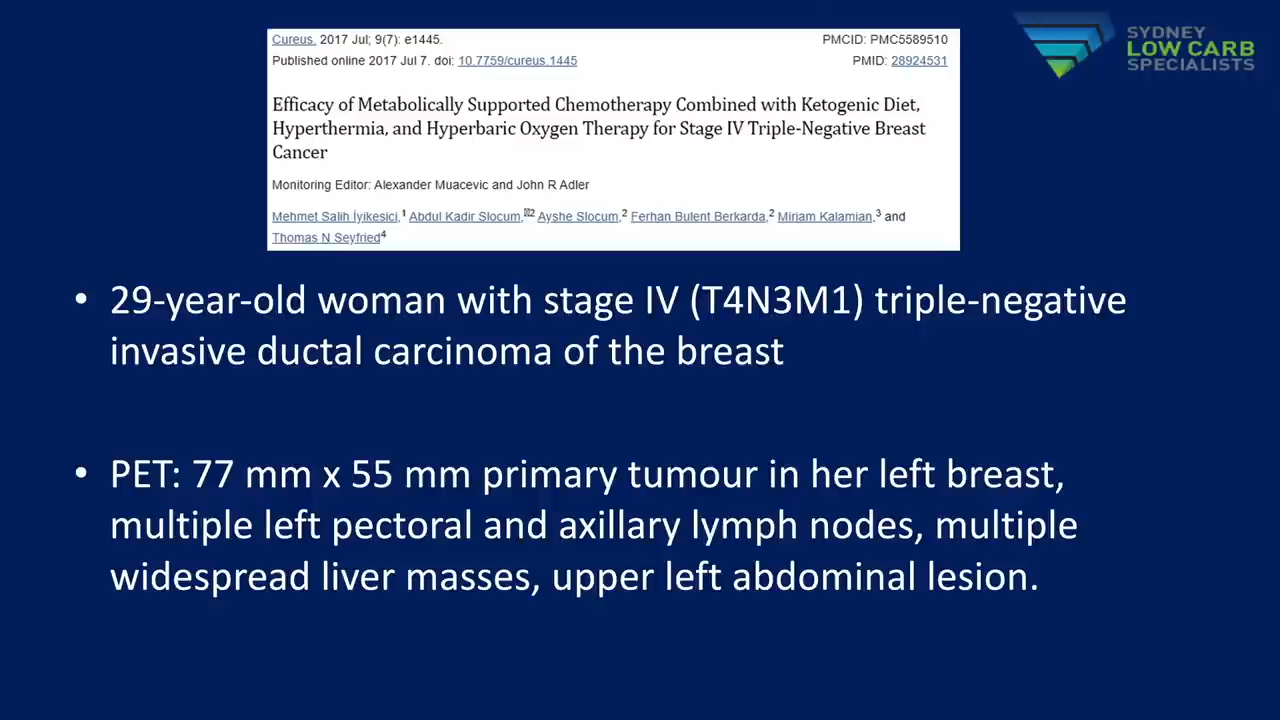 Cureus. 2017 Jul; 9(7): e1445.
PMCID: PMC5589510
Published online 2017 Jul 7. doi: 10.7759/cureus.1445
PMID: 28924531
SYDNEY
LOW CARB
SPECIALISTS
Efficacy of Metabolically Supported Chemotherapy Combined with Ketogenic Diet,
Hyperthermia, and Hyperbaric Oxygen Therapy for Stage IV Triple-Negative Breast
Cancer
Monitoring Editor: Alexander Muacevic and John R Adler
Mehmet Salih İyikesici,1 Abdul Kadir Slocum,2 Ayshe Slocum,2 Ferhan Bulent Berkarda,2 Miriam Kalamian,3 and
Thomas N Seyfried4
• 29-year-old woman with stage IV (T4N3M1) triple-negative
invasive ductal carcinoma of the breast
• PET: 77 mm x 55 mm primary tumour in her left breast,
multiple left pectoral and axillary lymph nodes, multiple
widespread liver masses, upper left abdominal lesion.